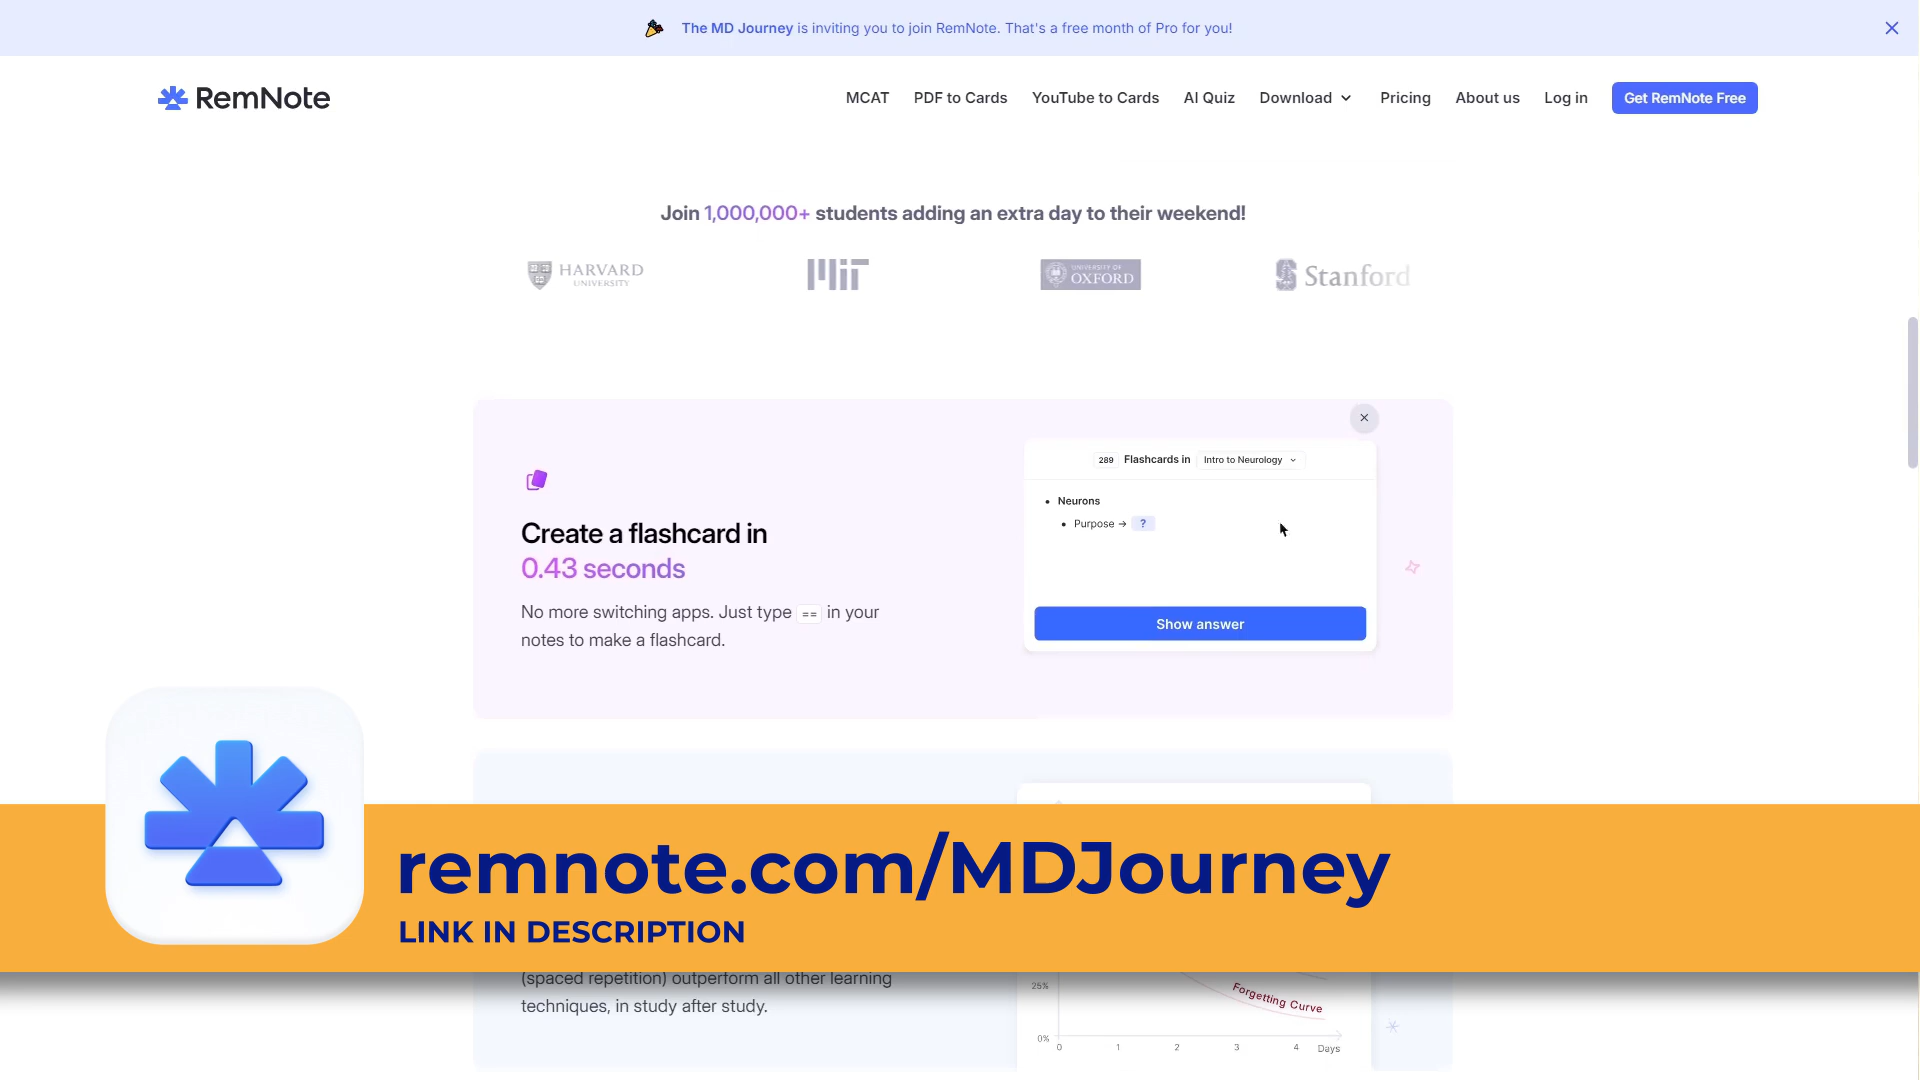 The MD Journey is inviting you to join RemNote. That's a free month of Pro for you!
RemNote
MCAT PDF to Cards YouTube to Cards AI Quiz Download Pricing About us Log in Get RemNote Free
Join 1,000,000+ students adding an extra day to their weekend!
HARVARD
UNIVERSITY
MIT
UNIVERSITY OF
OXFORD
Stanford
289 Flashcards in Intro to Neurology
Neurons
Purpose → ?
Show answer
Create a flashcard in
0.43 seconds
No more switching apps. Just type == in your
notes to make a flashcard.
remnote.com/MDJourney
LINK IN DESCRIPTION
(spaced repetition) outperform all other learning
techniques, in study after study.
25%
Forgetting Curve
0%
0 1 2 3 4 Days